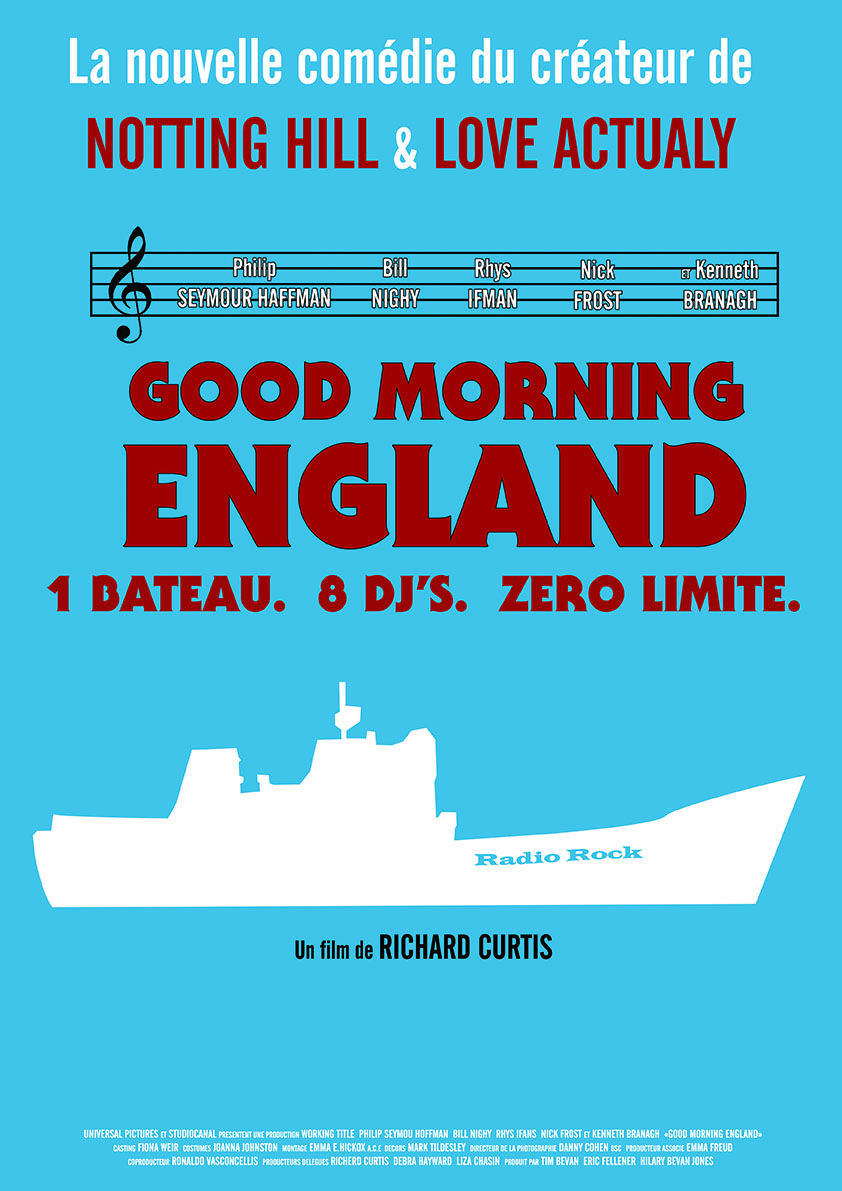 La nouvelle comédie du créateur de
NOTTING HILL & LOVE ACTUALY
Philip Bill Rhys Nick ET Kenneth
SEYMOUR HAFFMAN NIGHY IFMAN FROST BRANAGH
GOOD MORNING
ENGLAND
1 BATEAU. 8 DJ'S. ZERO LIMITE.
Radio Rock
Un film de RICHARD CURTIS
UNIVERSAL PICTURES ET STUDIOCANAL PRESENTENT UNE PRODUCTION WORKING TITLE PHILIP SEYMOU HOFFMAN BILL NIGHY RHYS IFANS NICK FROST ET KENNETH BRANAGH «GOOD MORNING ENGLAND»
CASTING FIONA WEIR COSTUMES JOANNA JOHNSTON MONTAGE EMMA E.HICKOX A.C.E DECORS MARK TILDESLEY DIRECTEUR DE LA PHOTOGRAPHIE DANNY COHEN BSC PRODUCTEUR ASSOCIE EMMA FREUD
COPRODUCTEUR RONALDO VASCONCELLIS PRODUCTEURS DELEGUES RICHERD CURTIS DEBRA HAYWARD LIZA CHASIN PRODUIT PAR TIM BEVAN ERIC FELLENER HILARY BEVAN JONES